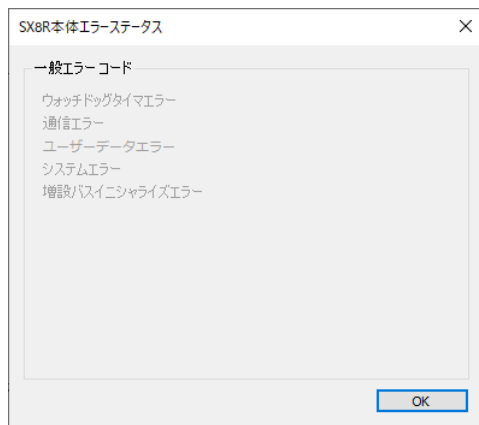 SX8R本体エラーステータス
一般エラーコード
ウォッチドッグタイマエラー
通信エラー
ユーザーデータエラー
システムエラー
増設バスイニシャライズエラー
OK